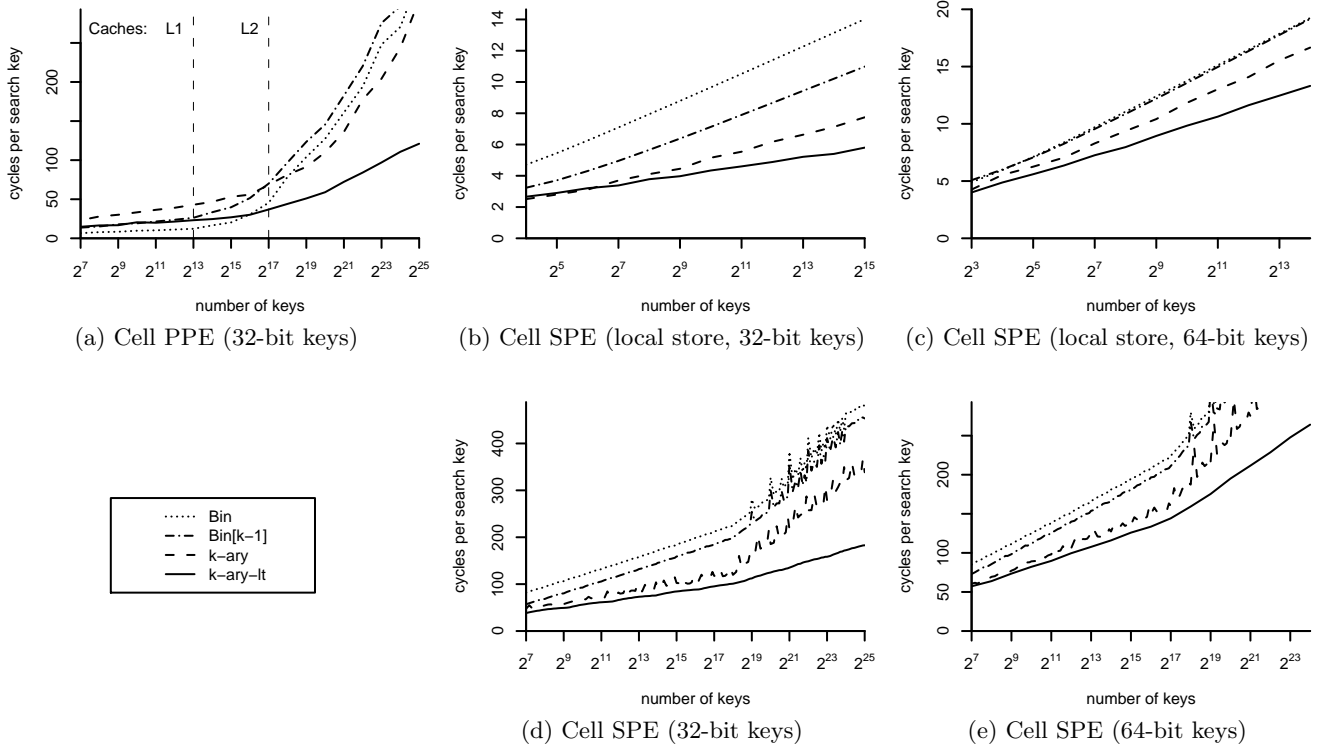 Caches: L1 L2
cycles per search key
0 50 100 200
2^7 2^9 2^11 2^13 2^15 2^17 2^19 2^21 2^23 2^25
number of keys
(a) Cell PPE (32-bit keys)
cycles per search key
0 2 4 6 8 10 12 14
2^5 2^7 2^9 2^11 2^13 2^15
number of keys
(b) Cell SPE (local store, 32-bit keys)
cycles per search key
0 5 10 15 20
2^3 2^5 2^7 2^9 2^11 2^13
number of keys
(c) Cell SPE (local store, 64-bit keys)
Bin
Bin[k−1]
k−ary
k−ary−lt
cycles per search key
0 100 200 300 400
2^7 2^9 2^11 2^13 2^15 2^17 2^19 2^21 2^23 2^25
number of keys
(d) Cell SPE (32-bit keys)
cycles per search key
0 50 100 200
2^7 2^9 2^11 2^13 2^15 2^17 2^19 2^21 2^23
number of keys
(e) Cell SPE (64-bit keys)